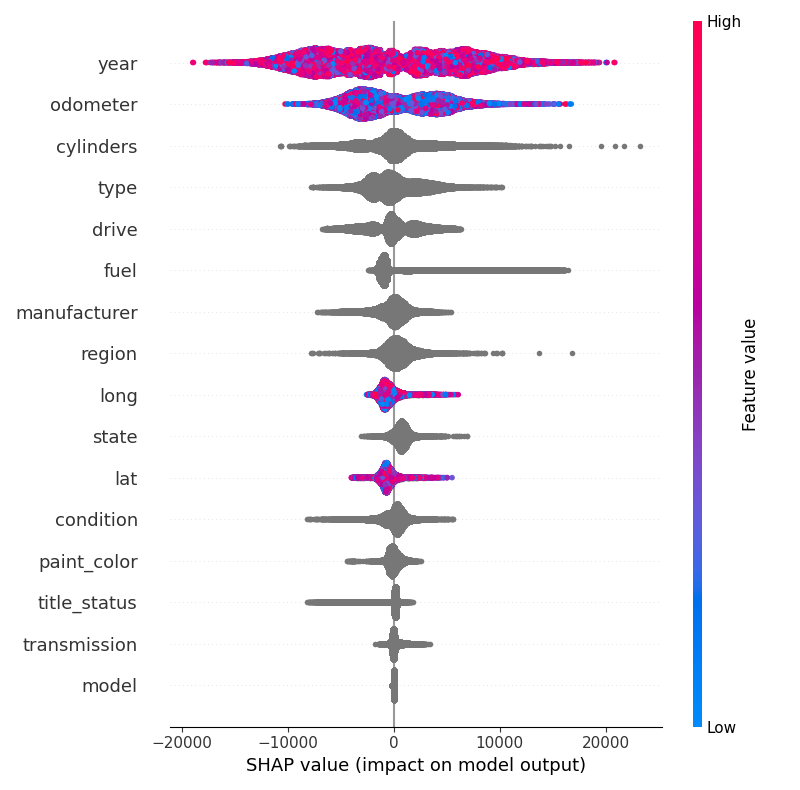 High
year
odometer
cylinders
type
drive
fuel
manufacturer
region
long
state
lat
condition
paint_color
title_status
transmission
model
Feature value
Low
−20000 −10000 0 10000 20000
SHAP value (impact on model output)